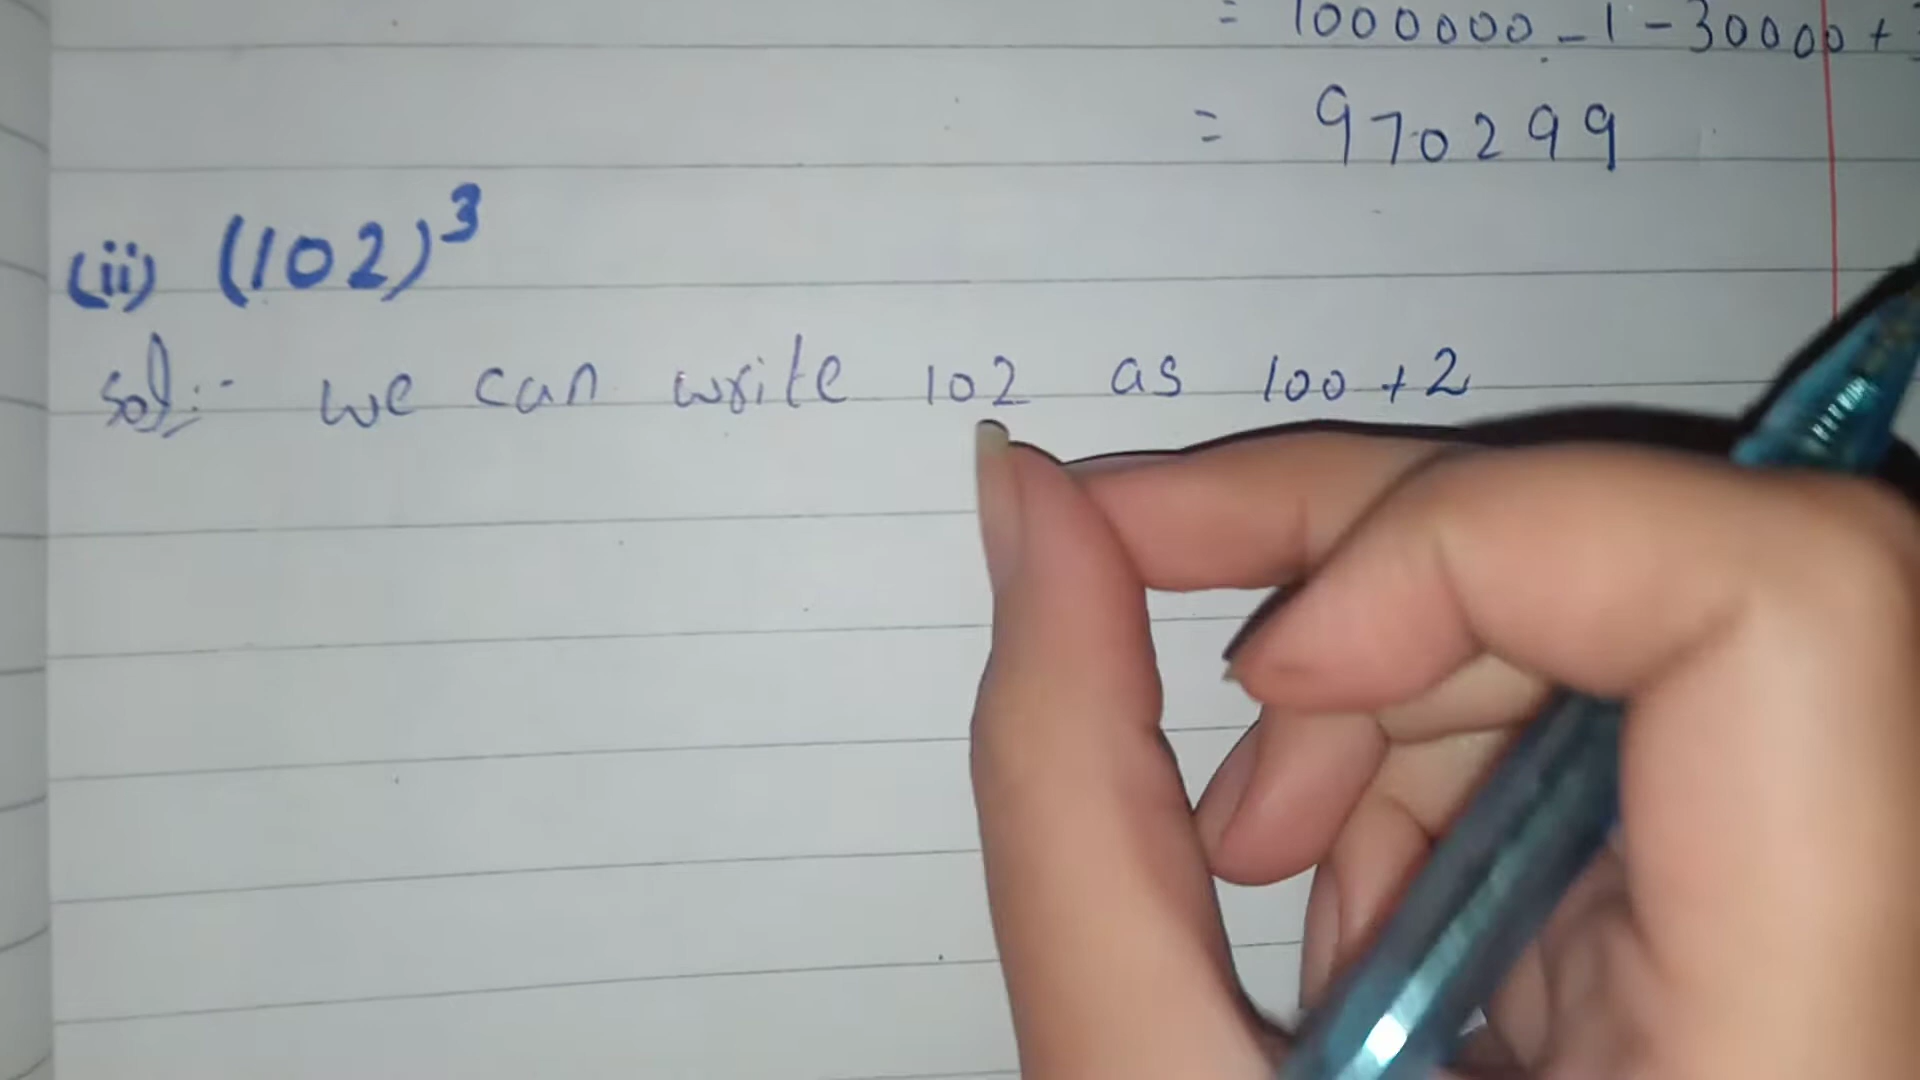 = 1000000 - 1 - 30000 +
= 970299
(ii) (102)³
Sol:- we can write 102 as 100 + 2